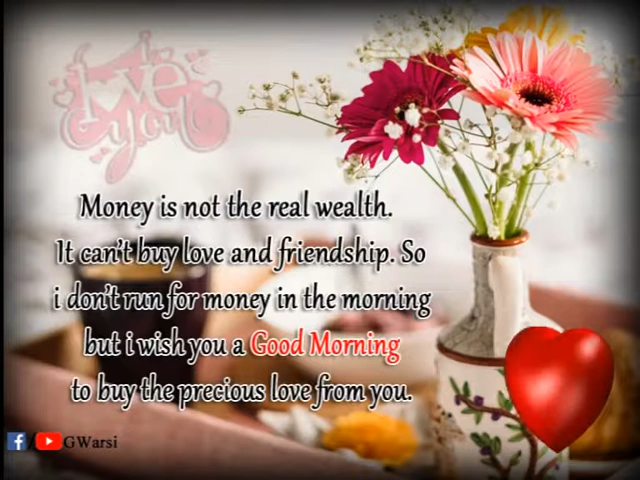 I Love
you
Money is not the real wealth.
It can't buy love and friendship. So
i don't run for money in the morning
but i wish you a Good Morning
to buy the precious love from you.
f / GWarsi